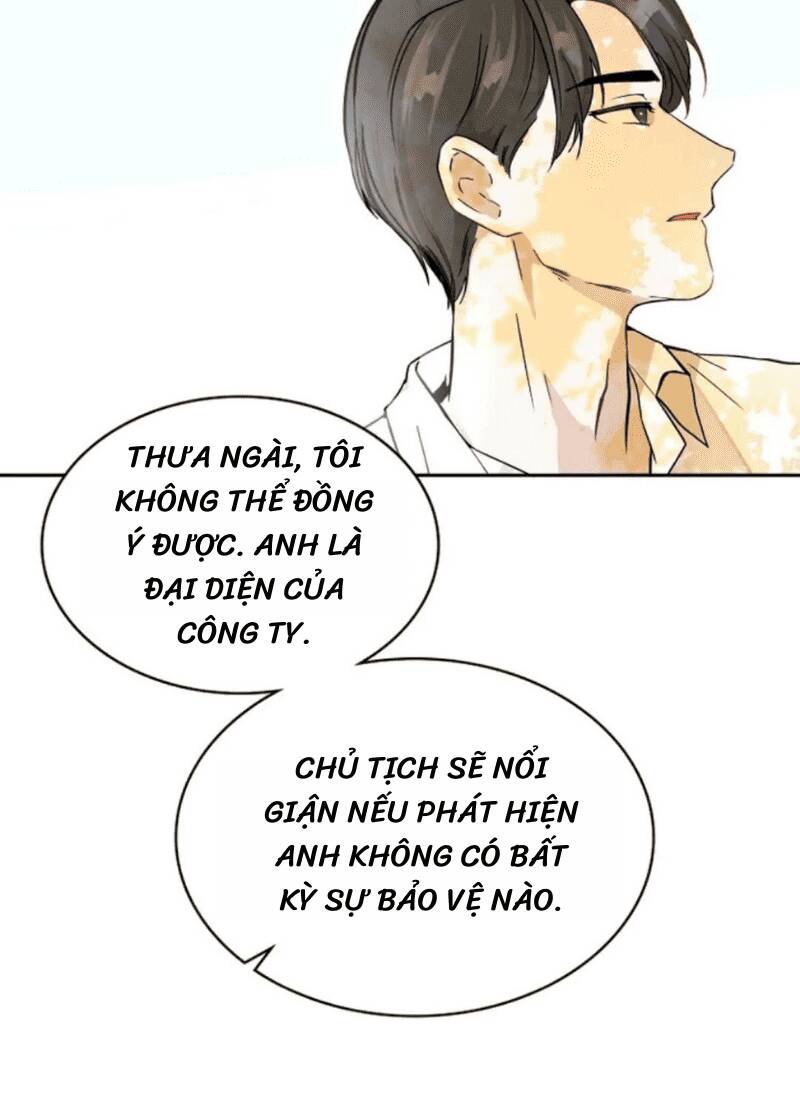 THƯA NGÀI, TÔI
KHÔNG THỂ ĐỒNG
Ý ĐƯỢC. ANH LÀ
ĐẠI DIỆN CỦA
CÔNG TY.
CHỦ TỊCH SẼ NỔI
GIẬN NẾU PHÁT HIỆN
ANH KHÔNG CÓ BẤT
KỲ SỰ BẢO VỆ NÀO.